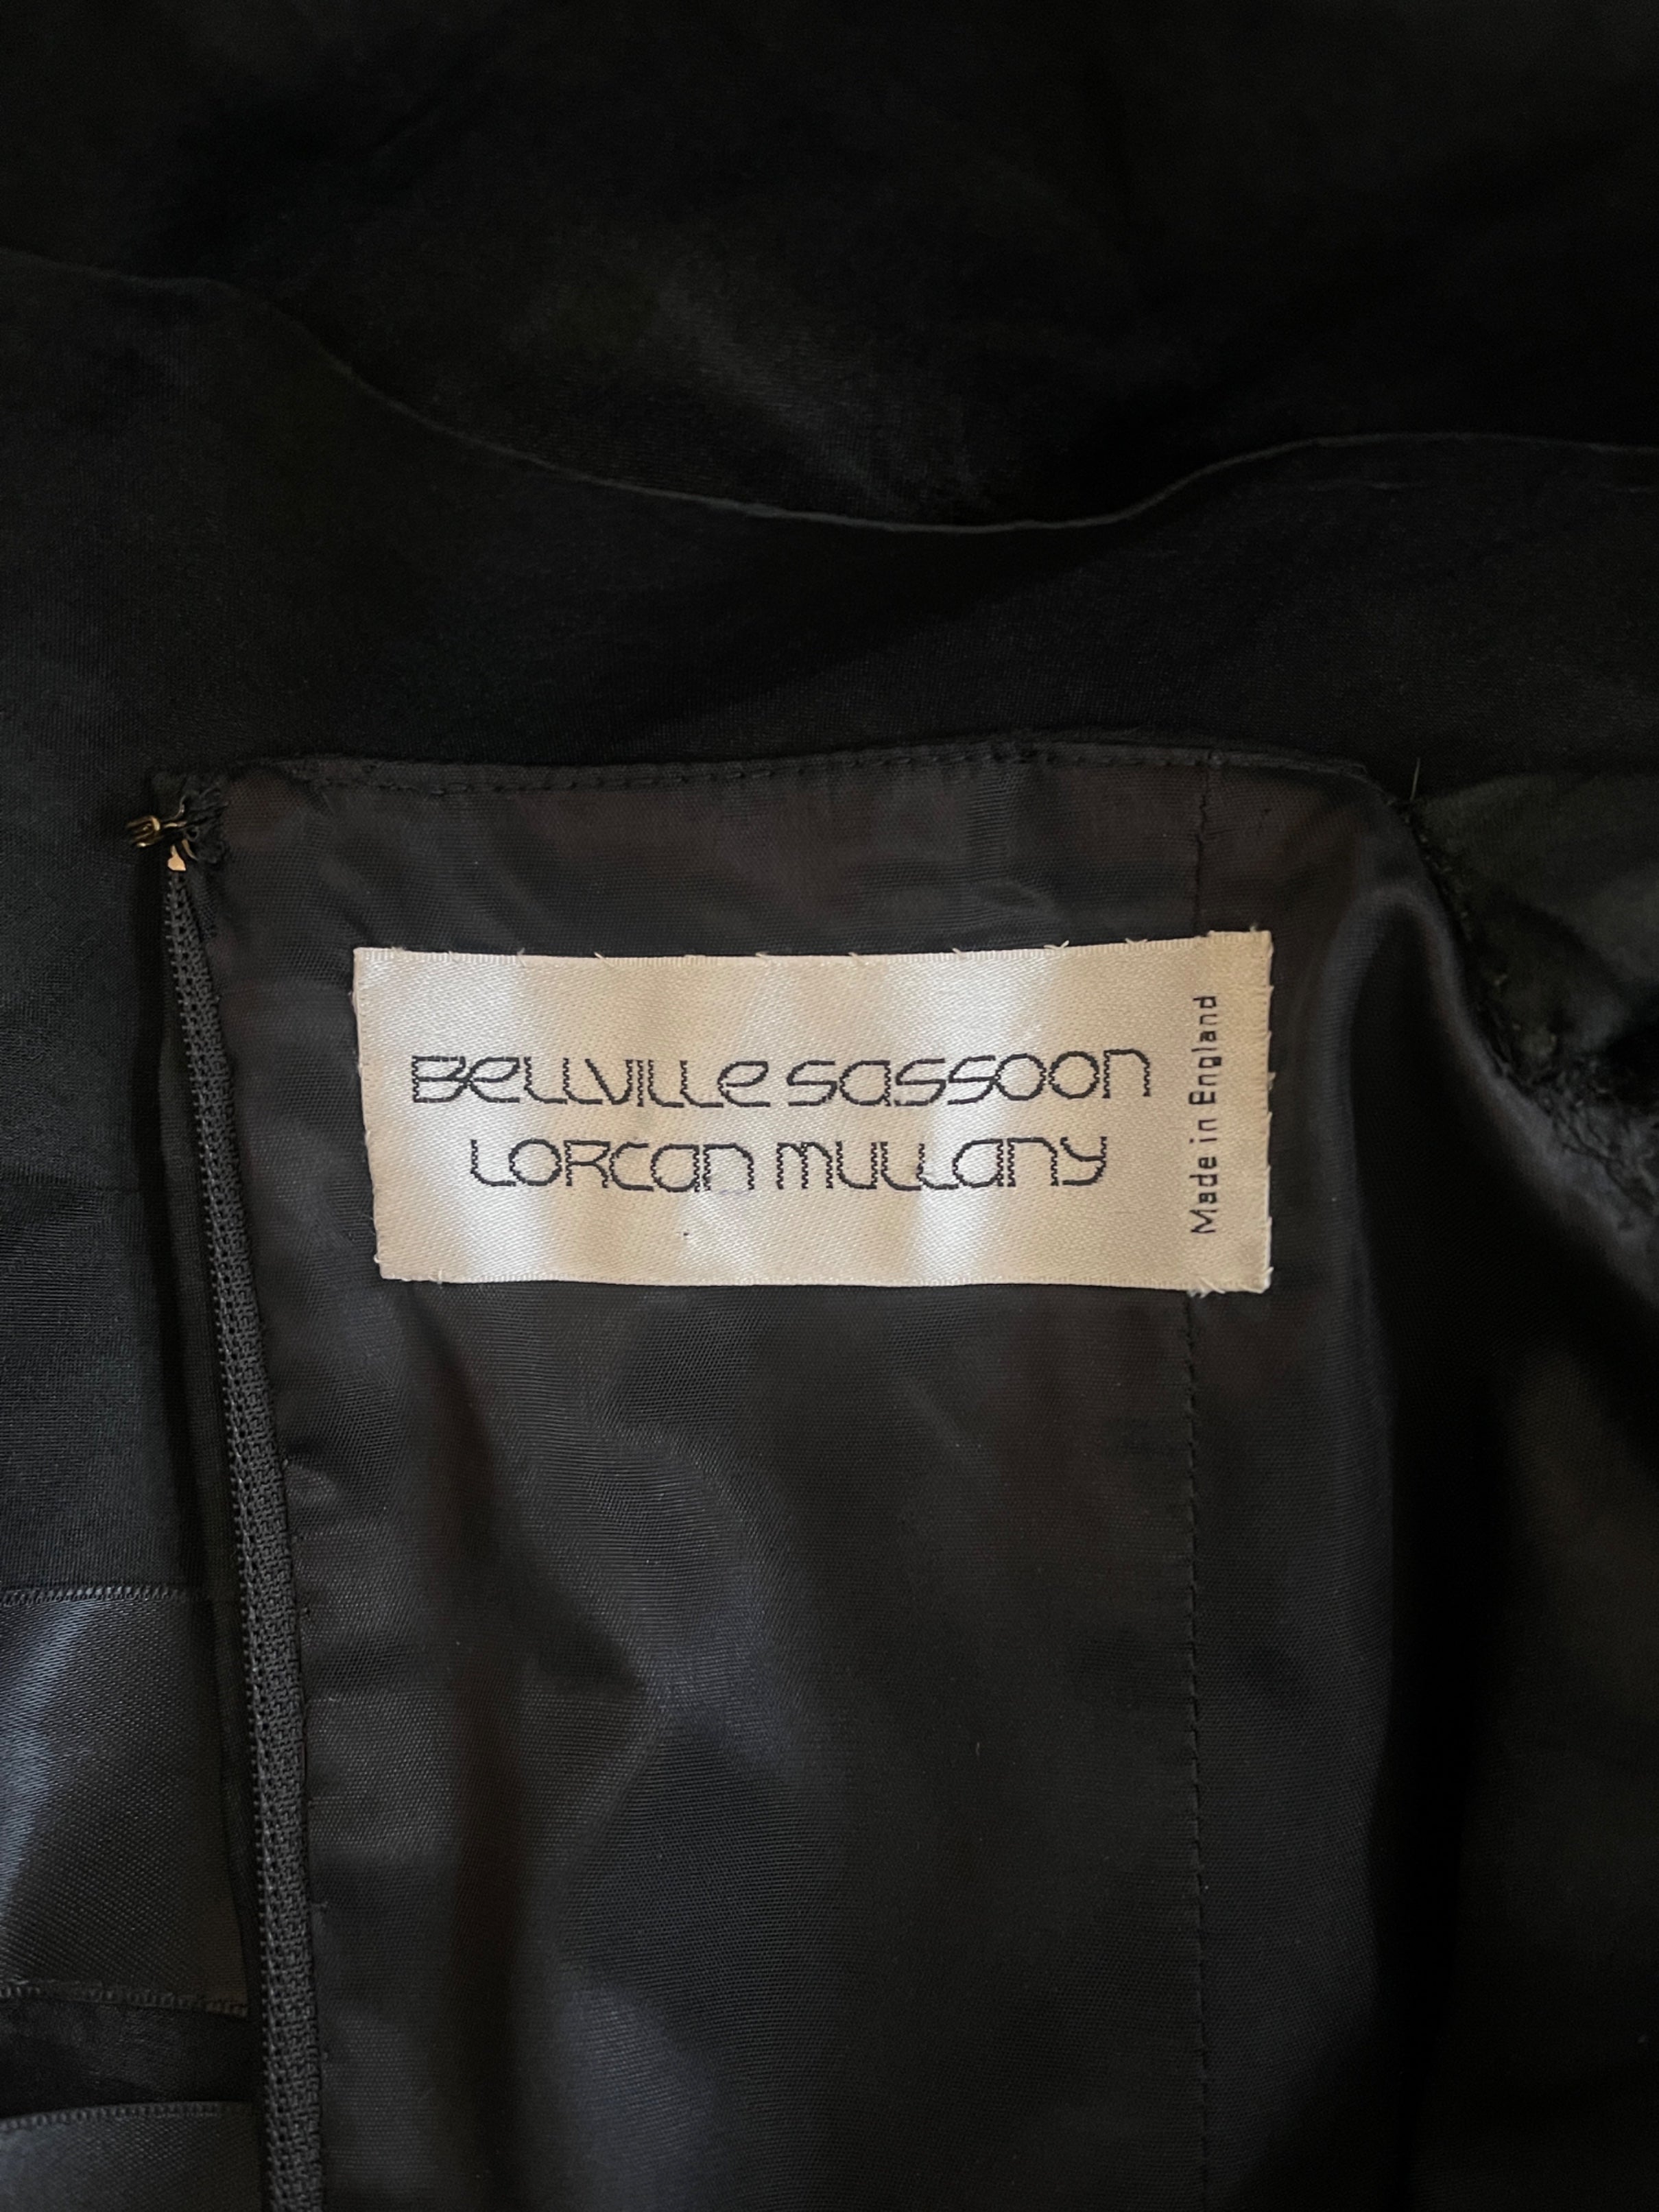 Bellville Sassoon
Lorcan Mullany
Made in England